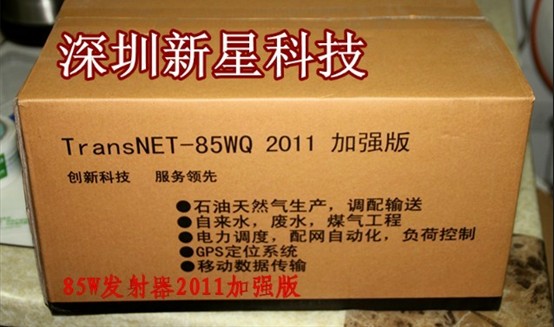 深圳新星科技
TransNET-85WQ 2011 加强版
创新科技 服务领先
●石油天然气生产，调配输送
●自来水，废水，煤气工程
●电力调度，配网自动化，负荷控制
●GPS定位系统
●移动数据传输
85W发射器2011加强版